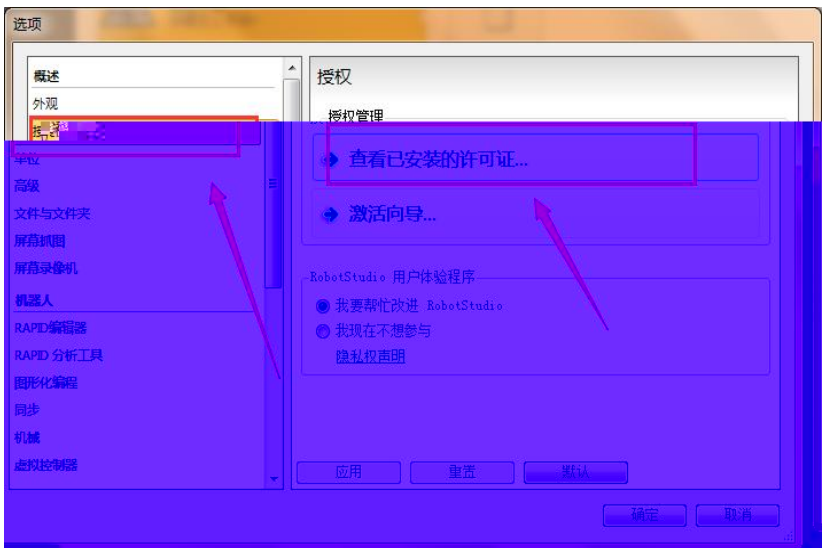 选项
概述
外观
单位
高级
文件与文件夹
屏幕抓图
屏幕录像机
机器人
RAPID编辑器
RAPID 分析工具
图形化编程
同步
机械
虚拟控制器
授权
授权管理
查看已安装的许可证...
激活向导...
RobotStudio 用户体验程序
我要帮忙改进 RobotStudio
我现在不想参与
隐私权声明
应用
重置
默认
确定
取消